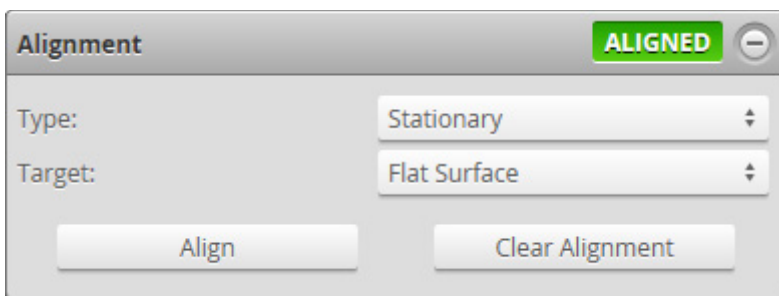 Alignment ALIGNED
Type: Stationary
Target: Flat Surface
Align Clear Alignment